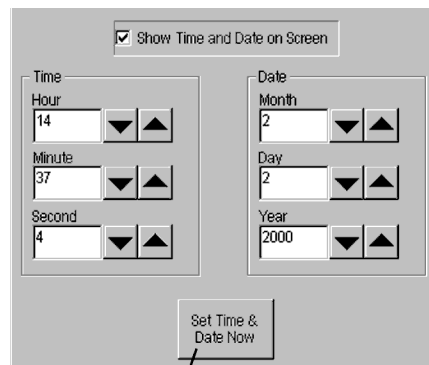 Show Time and Date on Screen
Time
Hour
14
Minute
37
Second
4
Date
Month
2
Day
2
Year
2000
Set Time &
Date Now